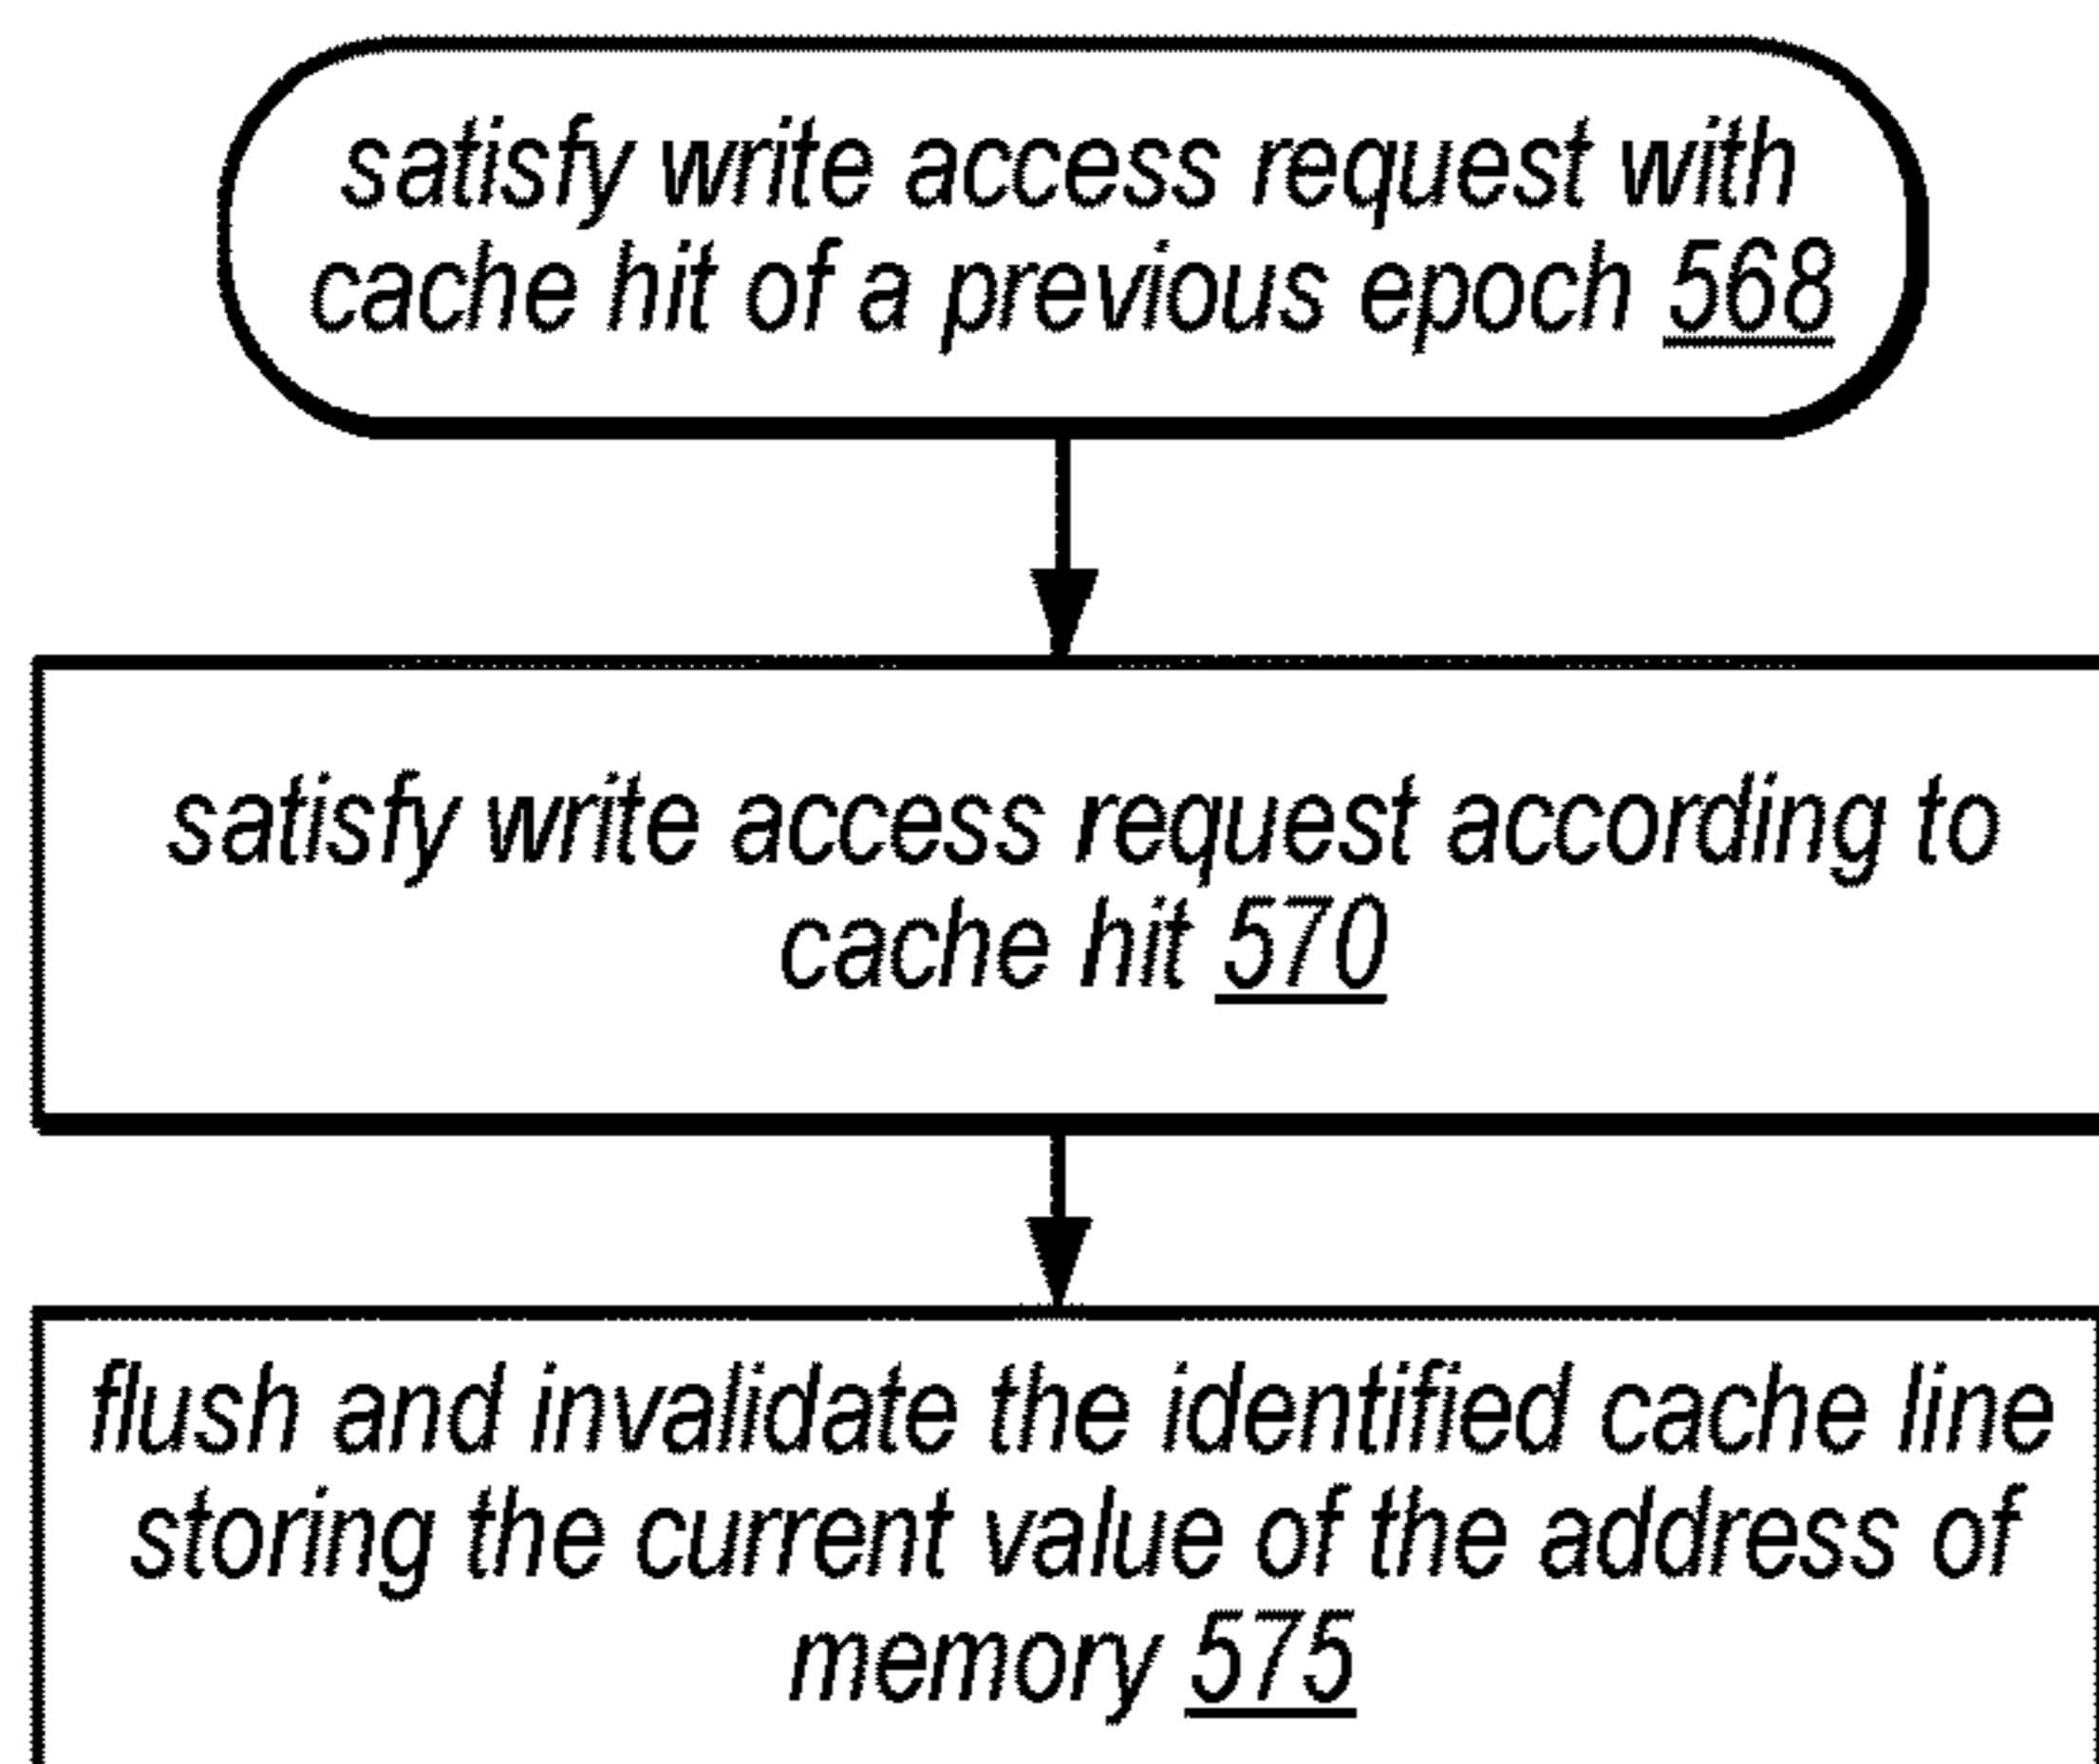 satisfy write access request with
cache hit of a previous epoch 568
satisfy write access request according to
cache hit 570
flush and invalidate the identified cache line
storing the current value of the address of
memory 575